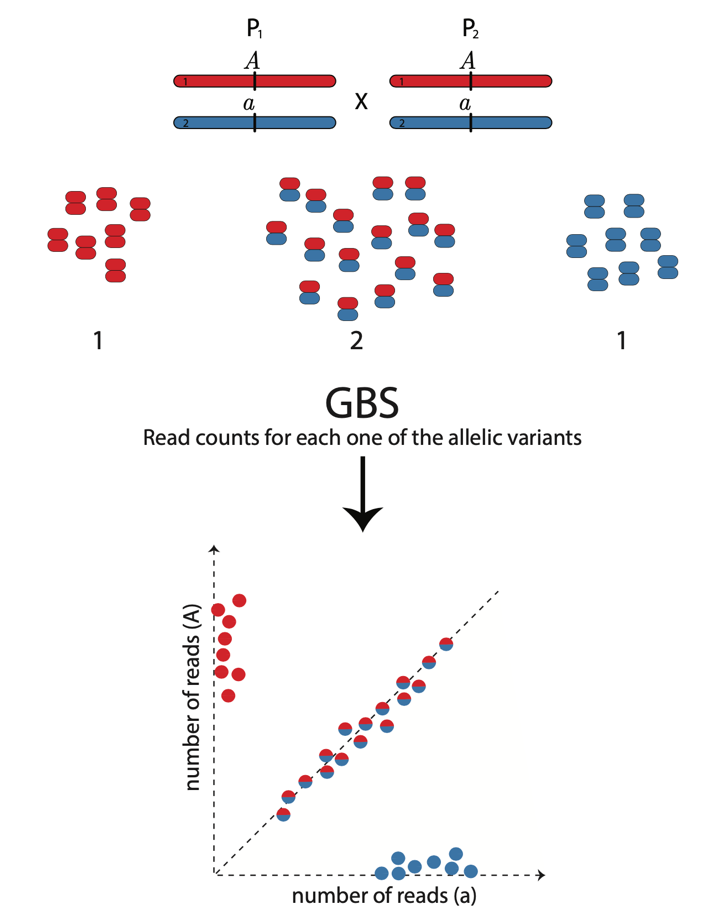 P₁ P₂
A A
1 1
X
a a
2 2
1 2 1
GBS
Read counts for each one of the allelic variants
number of reads (A)
number of reads (a)